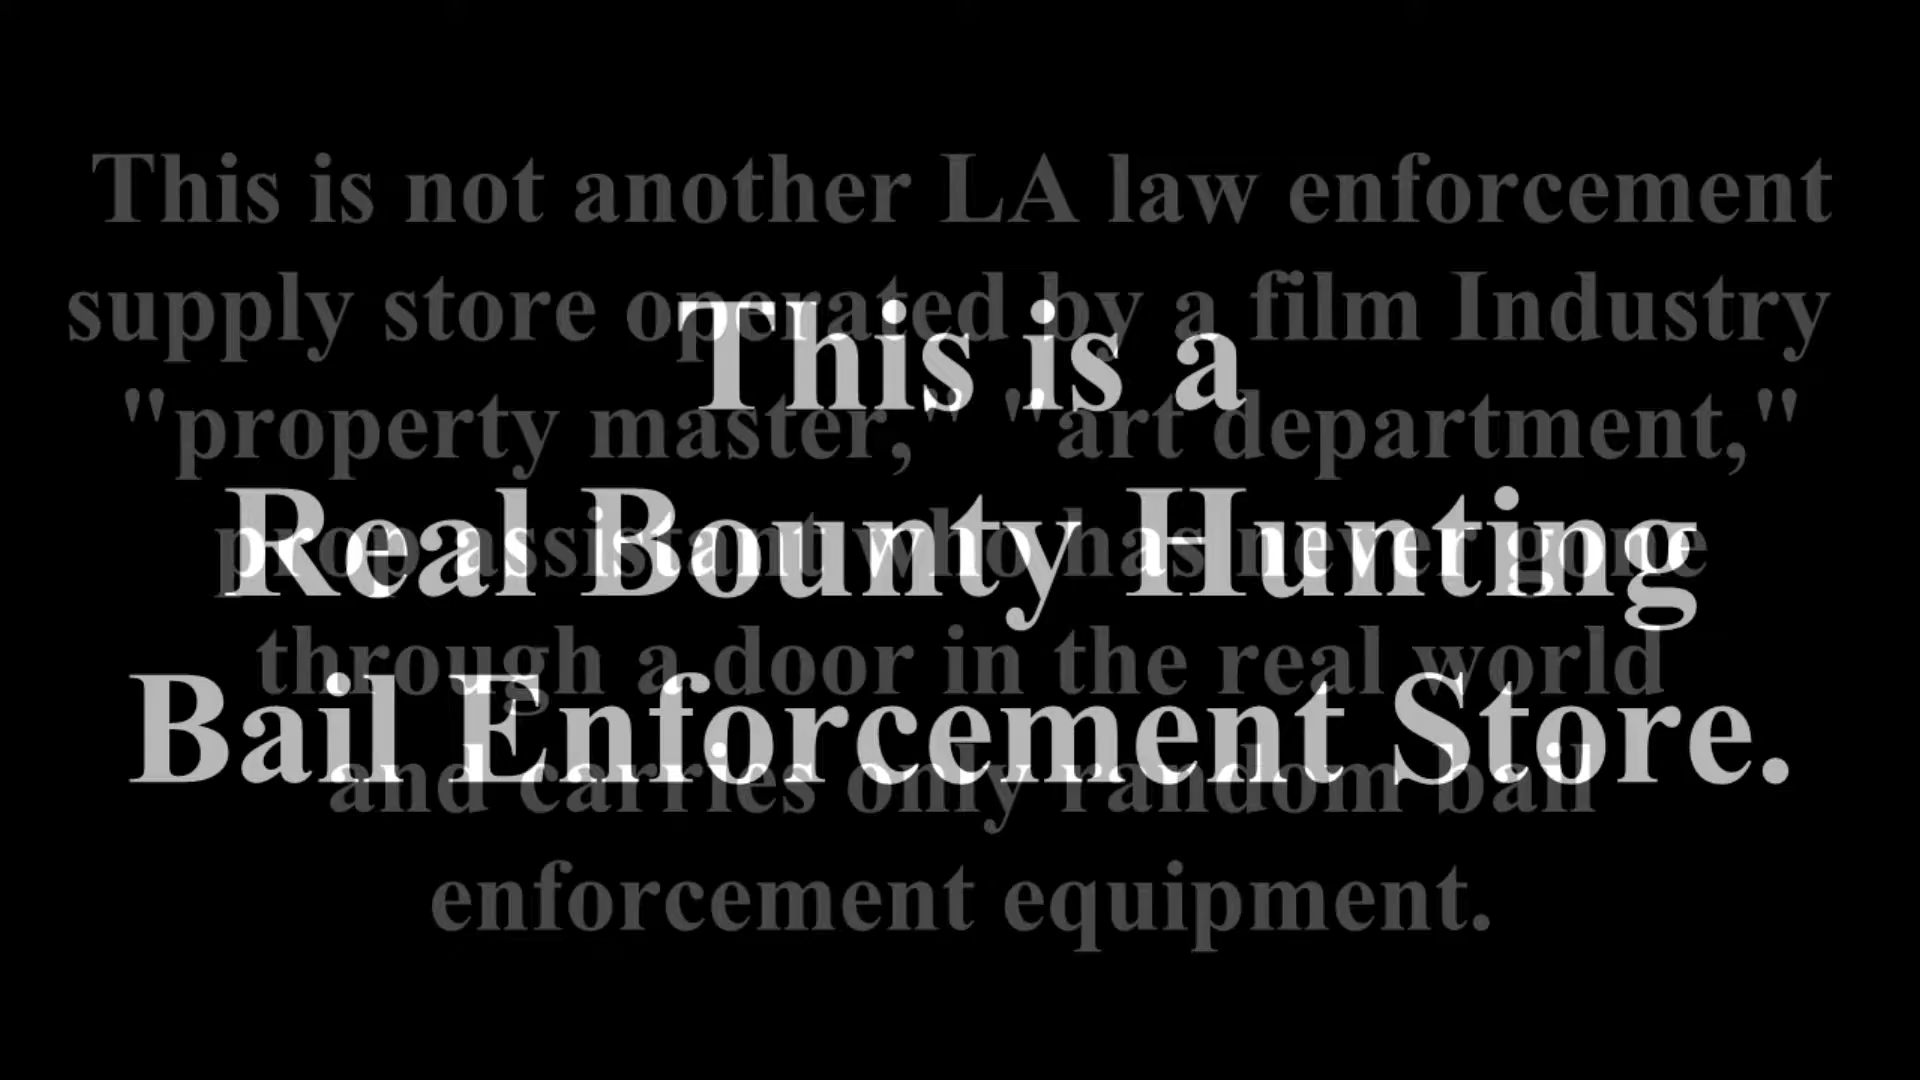 This is not another LA law enforcement
supply store operated by a film Industry
"property master," "art department,"
prop assistant who has never gone
through a door in the real world
and carries only random bail
enforcement equipment.
This is a
Real Bounty Hunting
Bail Enforcement Store.